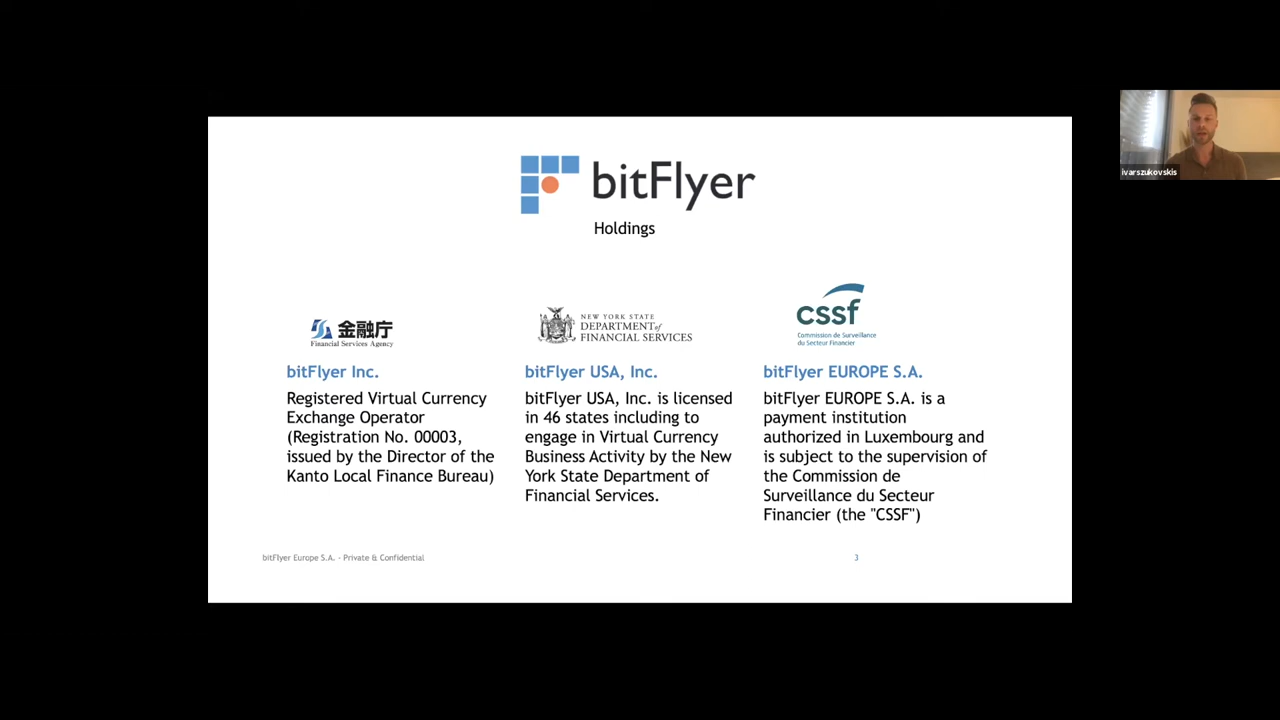 bitFlyer
Holdings
ivarszukovskis
金融庁
Financial Services Agency
NEW YORK STATE
DEPARTMENT of
FINANCIAL SERVICES
cssf
Commission de Surveillance
du Secteur Financier
bitFlyer Inc.
Registered Virtual Currency
Exchange Operator
(Registration No. 00003,
issued by the Director of the
Kanto Local Finance Bureau)
bitFlyer USA, Inc.
bitFlyer USA, Inc. is licensed
in 46 states including to
engage in Virtual Currency
Business Activity by the New
York State Department of
Financial Services.
bitFlyer EUROPE S.A.
bitFlyer EUROPE S.A. is a
payment institution
authorized in Luxembourg and
is subject to the supervision of
the Commission de
Surveillance du Secteur
Financier (the "CSSF")
bitFlyer Europe S.A. - Private & Confidential
3